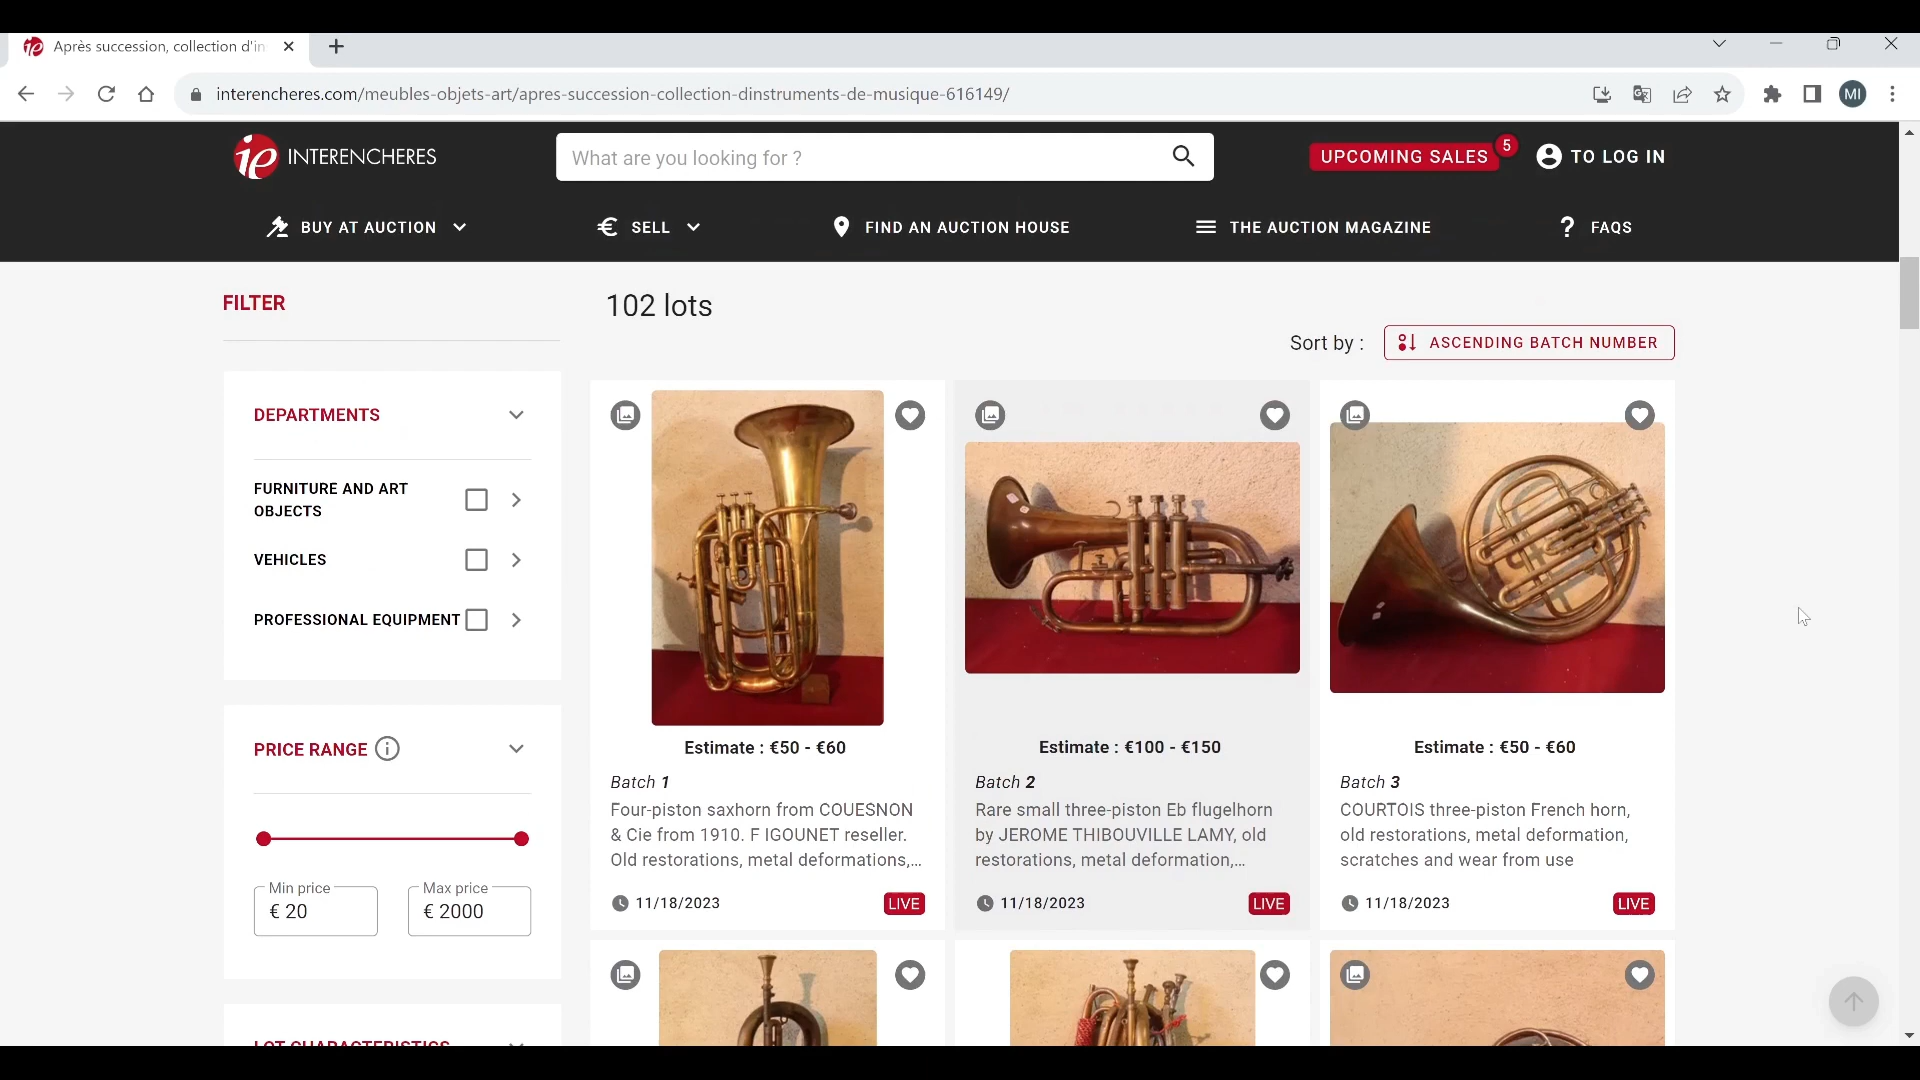 Après succession, collection d'in
interencheres.com/meubles-objets-art/apres-succession-collection-dinstruments-de-musique-616149/
MI
ie INTERENCHERES
What are you looking for ?
UPCOMING SALES
5
TO LOG IN
BUY AT AUCTION
SELL
FIND AN AUCTION HOUSE
THE AUCTION MAGAZINE
FAQS
FILTER
102 lots
Sort by :
ASCENDING BATCH NUMBER
DEPARTMENTS
FURNITURE AND ART
OBJECTS
VEHICLES
PROFESSIONAL EQUIPMENT
PRICE RANGE
Min price
€ 20
Max price
€ 2000
LOT CHARACTERISTICS
Estimate : €50 - €60
Batch 1
Four-piston saxhorn from COUESNON
& Cie from 1910. F IGOUNET reseller.
Old restorations, metal deformations,...
11/18/2023
LIVE
Estimate : €100 - €150
Batch 2
Rare small three-piston Eb flugelhorn
by JEROME THIBOUVILLE LAMY, old
restorations, metal deformation,...
11/18/2023
LIVE
Estimate : €50 - €60
Batch 3
COURTOIS three-piston French horn,
old restorations, metal deformation,
scratches and wear from use
11/18/2023
LIVE